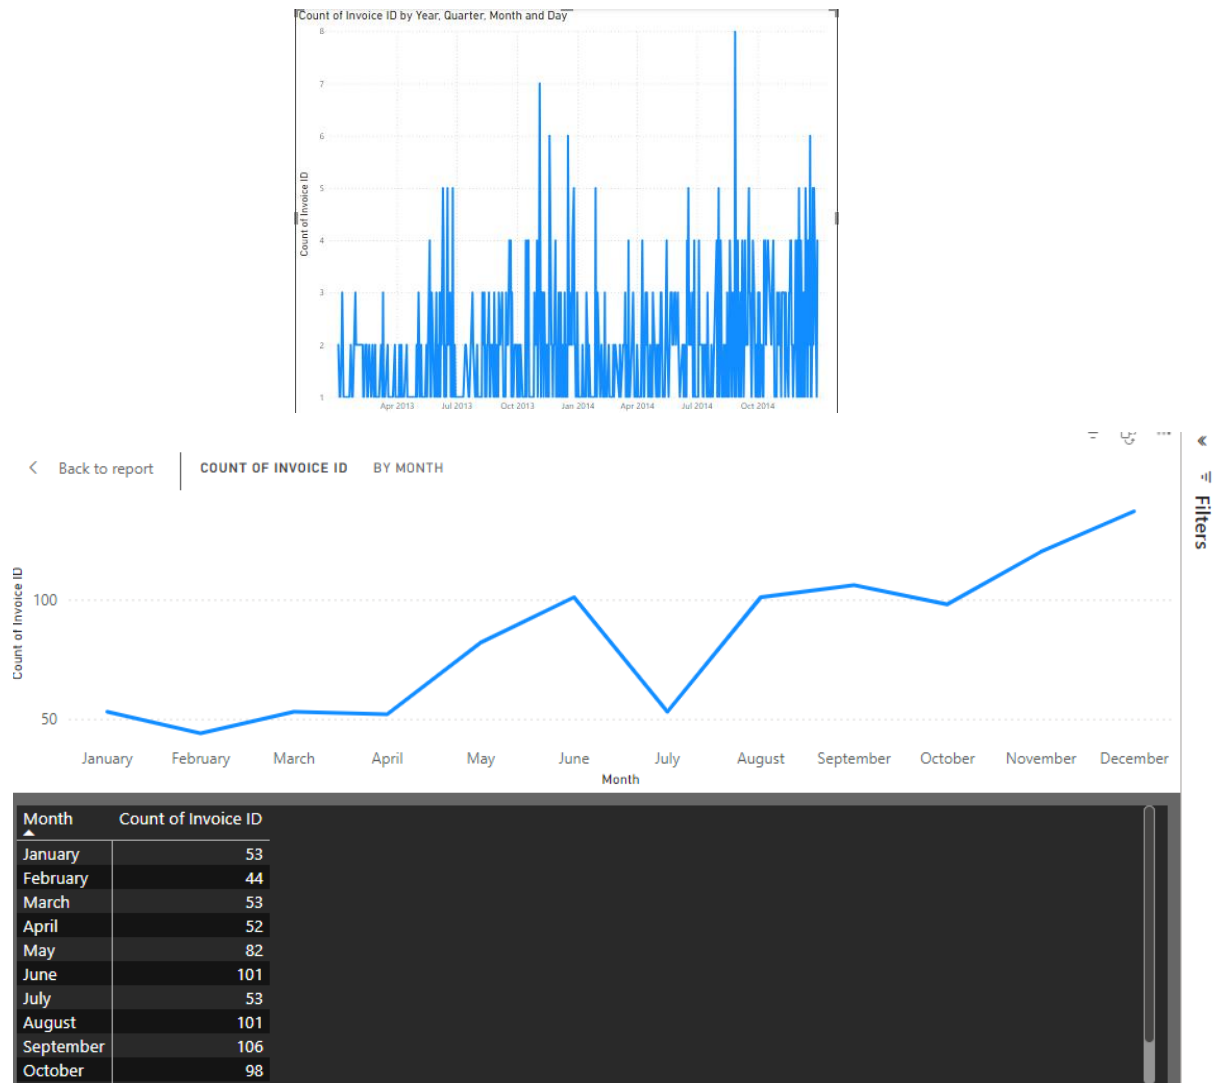 Count of Invoice ID by Year, Quarter, Month and Day
8
7
6
5
4
3
2
1
Count of Invoice ID
Apr 2013 Jul 2013 Oct 2013 Jan 2014 Apr 2014 Jul 2014 Oct 2014
Back to report COUNT OF INVOICE ID BY MONTH
Filters
Count of Invoice ID
100
50
January February March April May June July August September October November December
Month
Month Count of Invoice ID
January 53
February 44
March 53
April 52
May 82
June 101
July 53
August 101
September 106
October 98